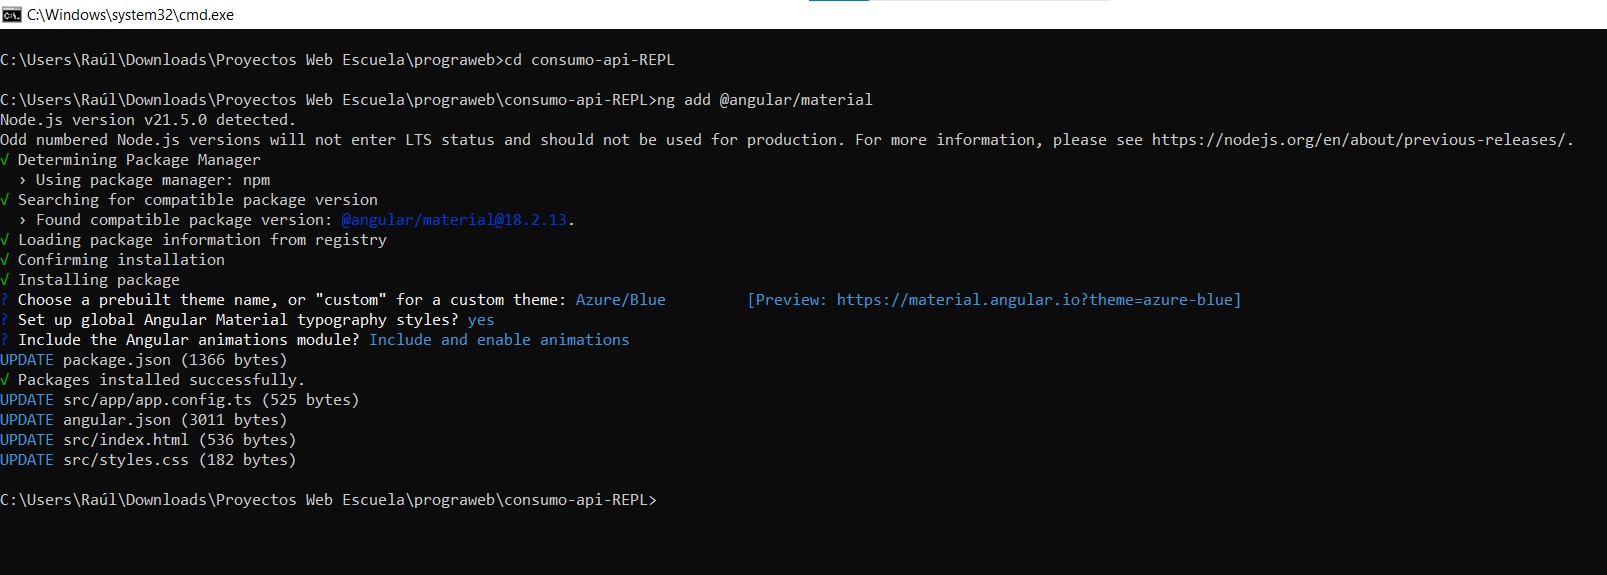 C:\Windows\system32\cmd.exe
C:\Users\Raúl\Downloads\Proyectos Web Escuela\prograweb>cd consumo-api-REPL
C:\Users\Raúl\Downloads\Proyectos Web Escuela\prograweb\consumo-api-REPL>ng add @angular/material
Node.js version v21.5.0 detected.
Odd numbered Node.js versions will not enter LTS status and should not be used for production. For more information, please see https://nodejs.org/en/about/previous-releases/.
√ Determining Package Manager
› Using package manager: npm
√ Searching for compatible package version
› Found compatible package version: @angular/material@18.2.13.
√ Loading package information from registry
√ Confirming installation
√ Installing package
? Choose a prebuilt theme name, or "custom" for a custom theme: Azure/Blue [Preview: https://material.angular.io?theme=azure-blue]
? Set up global Angular Material typography styles? yes
? Include the Angular animations module? Include and enable animations
UPDATE package.json (1366 bytes)
√ Packages installed successfully.
UPDATE src/app/app.config.ts (525 bytes)
UPDATE angular.json (3011 bytes)
UPDATE src/index.html (536 bytes)
UPDATE src/styles.css (182 bytes)
C:\Users\Raúl\Downloads\Proyectos Web Escuela\prograweb\consumo-api-REPL>